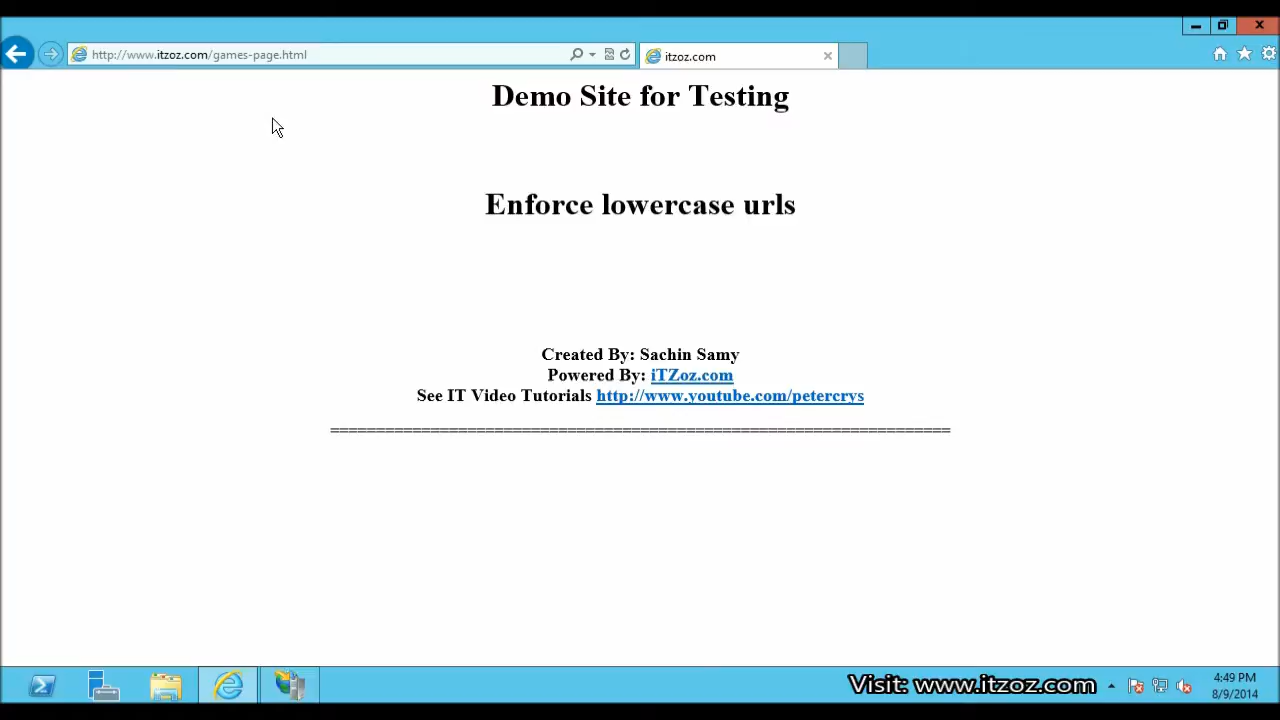 http://www.itzoz.com/games-page.html
itzoz.com
Demo Site for Testing
Enforce lowercase urls
Created By: Sachin Samy
Powered By: iTZoz.com
See IT Video Tutorials http://www.youtube.com/petercrys
====================================================================
Visit: www.itzoz.com
4:49 PM
8/9/2014